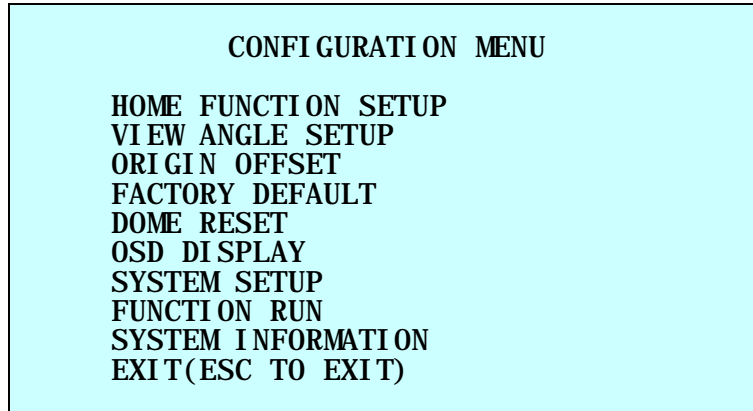 CONFIGURATION MENU
HOME FUNCTION SETUP
VIEW ANGLE SETUP
ORIGIN OFFSET
FACTORY DEFAULT
DOME RESET
OSD DISPLAY
SYSTEM SETUP
FUNCTION RUN
SYSTEM INFORMATION
EXIT(ESC TO EXIT)